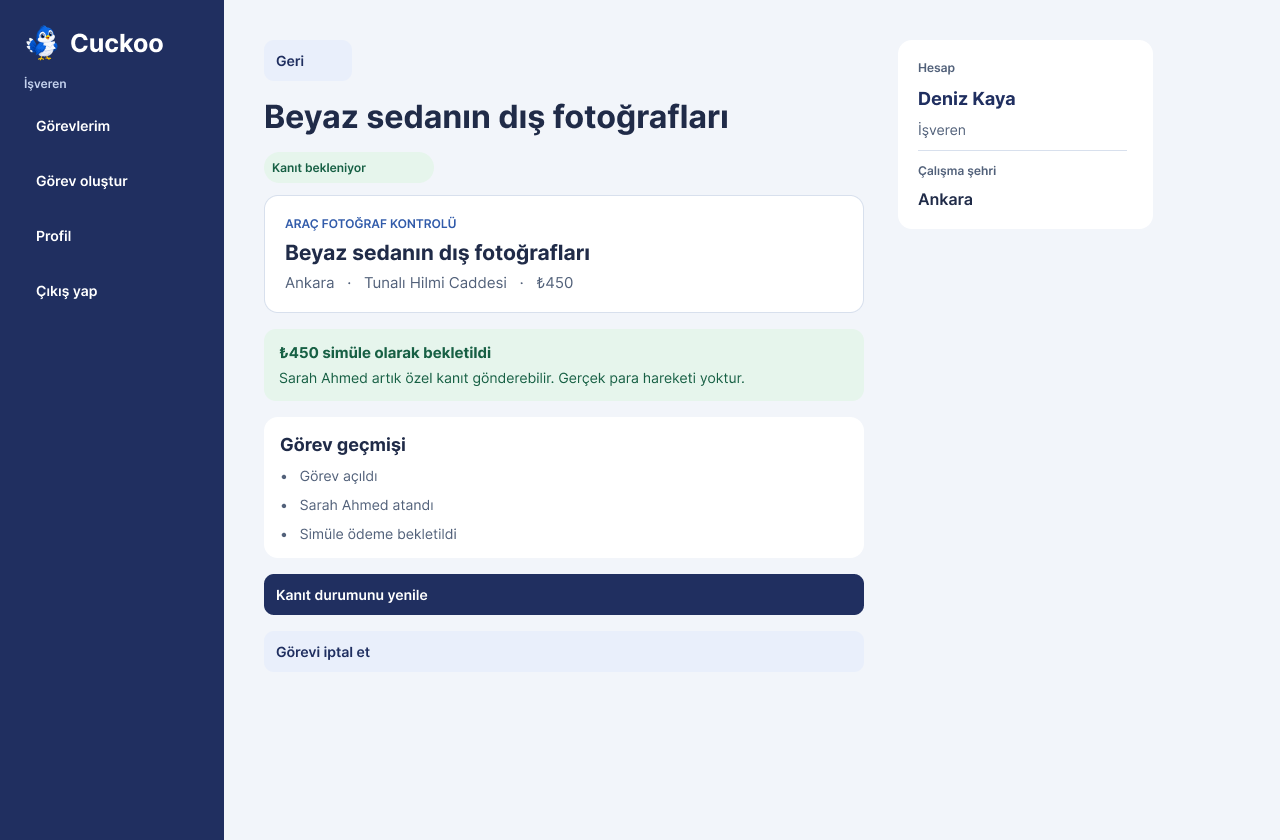 Cuckoo
İşveren
Görevlerim
Görev oluştur
Profil
Çıkış yap
Geri
Beyaz sedanın dış fotoğrafları
Kanıt bekleniyor
ARAÇ FOTOĞRAF KONTROLÜ
Beyaz sedanın dış fotoğrafları
Ankara · Tunalı Hilmi Caddesi · ₺450
₺450 simüle olarak bekletildi
Sarah Ahmed artık özel kanıt gönderebilir. Gerçek para hareketi yoktur.
Görev geçmişi
• Görev açıldı
• Sarah Ahmed atandı
• Simüle ödeme bekletildi
Kanıt durumunu yenile
Görevi iptal et
Hesap
Deniz Kaya
İşveren
Çalışma şehri
Ankara